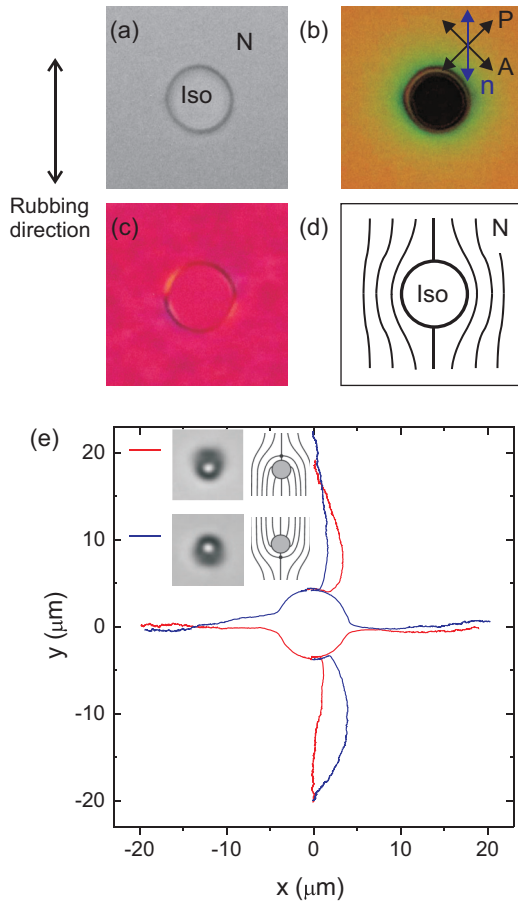 (a)
N
Iso
(b)
P
A
n
Rubbing
direction
(c)
(d)
N
Iso
(e)
20
10
0
-10
-20
y (μm)
-20 -10 0 10 20
x (μm)